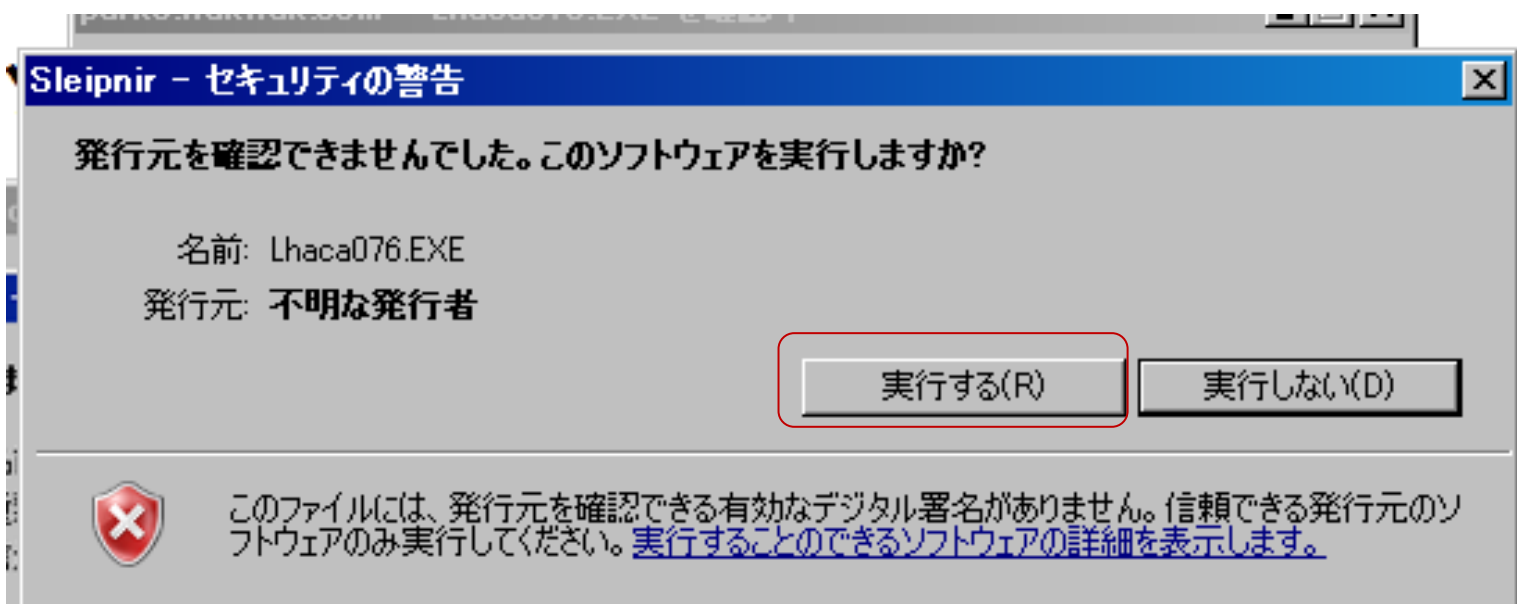 Sleipnir - セキュリティの警告
発行元を確認できませんでした。このソフトウェアを実行しますか?
名前: Lhaca076.EXE
発行元: 不明な発行者
実行する(R) 実行しない(D)
このファイルには、発行元を確認できる有効なデジタル署名がありません。信頼できる発行元のソ
フトウェアのみ実行してください。実行することのできるソフトウェアの詳細を表示します。